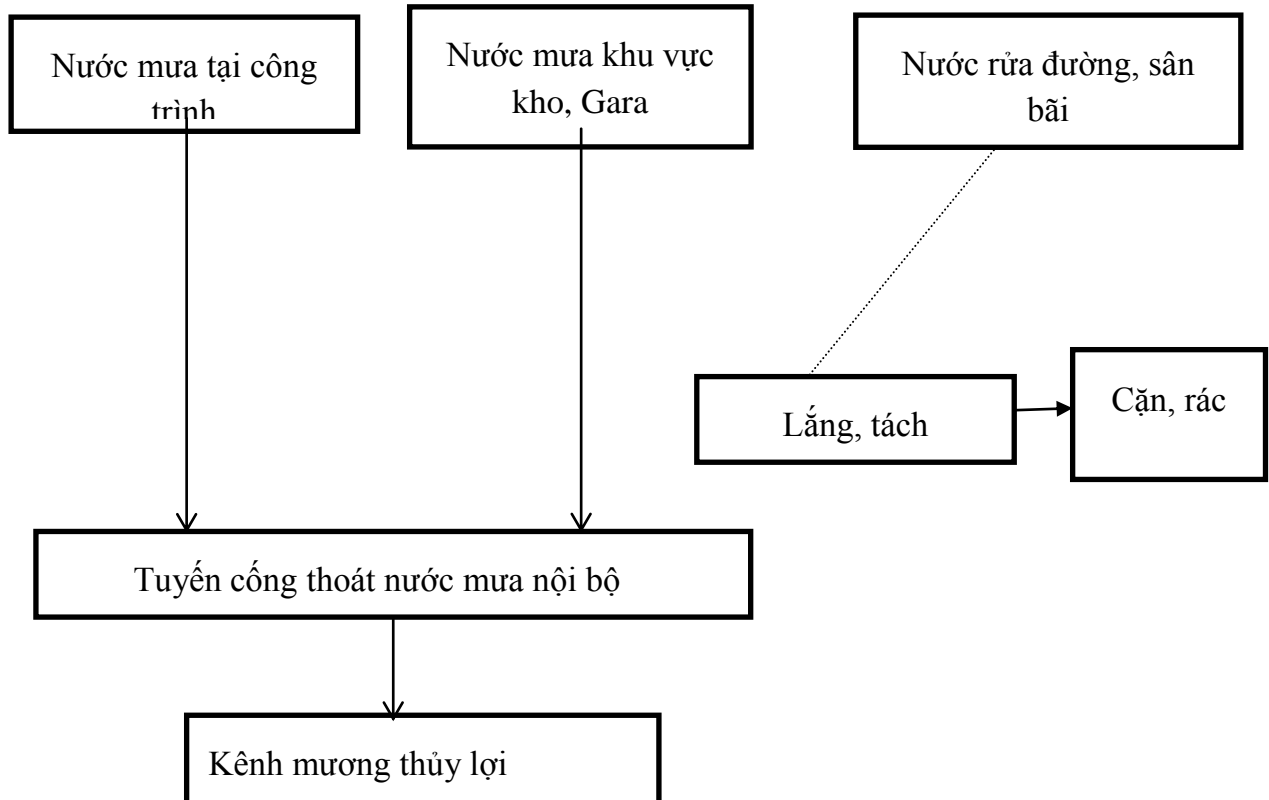 Nước mưa tại công
trình
Nước mưa khu vực
kho, Gara
Nước rửa đường, sân
bãi
Lắng, tách
Cặn, rác
Tuyến cống thoát nước mưa nội bộ
Kênh mương thủy lợi